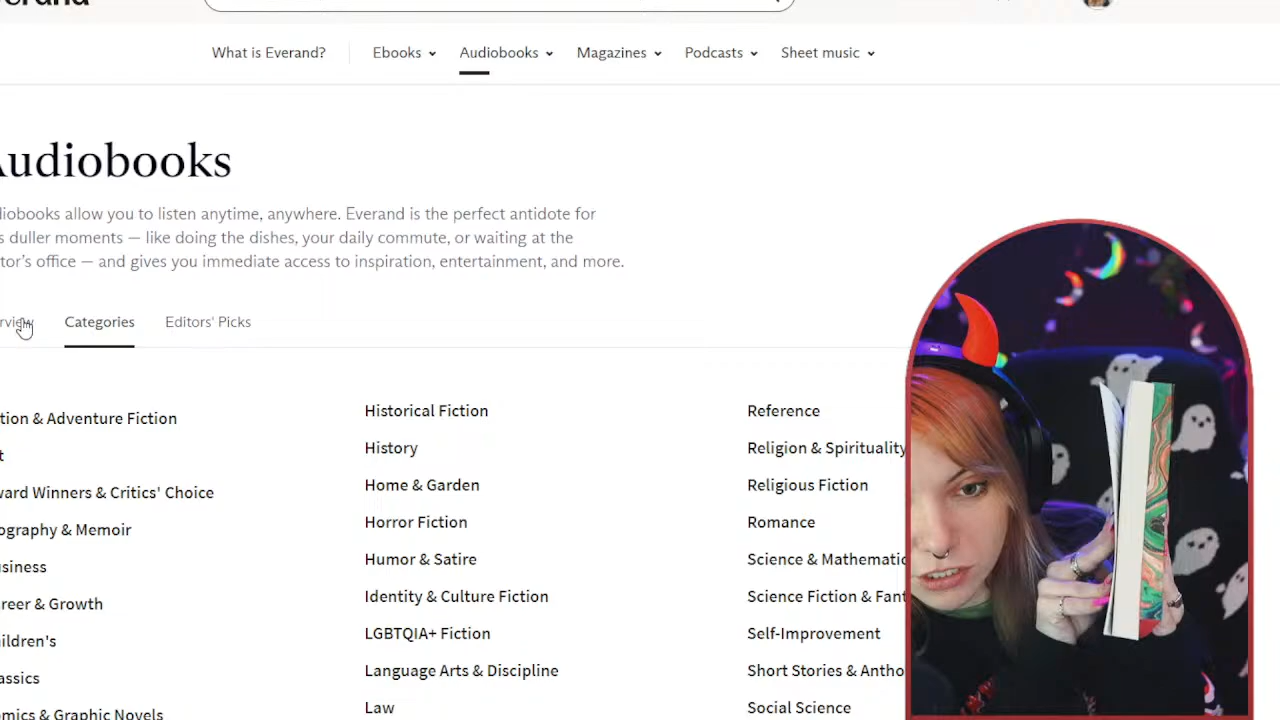 What is Everand?
Ebooks
Audiobooks
Magazines
Podcasts
Sheet music
Audiobooks
diobooks allow you to listen anytime, anywhere. Everand is the perfect antidote for
s duller moments — like doing the dishes, your daily commute, or waiting at the
tor's office — and gives you immediate access to inspiration, entertainment, and more.
Categories
Editors' Picks
tion & Adventure Fiction
t
ward Winners & Critics' Choice
ography & Memoir
usiness
reer & Growth
ildren's
assics
mics & Graphic Novels
Historical Fiction
History
Home & Garden
Horror Fiction
Humor & Satire
Identity & Culture Fiction
LGBTQIA+ Fiction
Language Arts & Discipline
Law
Reference
Religion & Spirituality
Religious Fiction
Romance
Science & Mathematic
Science Fiction & Fant
Self-Improvement
Short Stories & Antho
Social Science